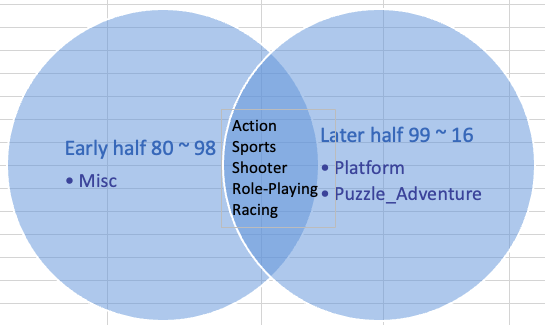 Early half 80 ~ 98
• Misc
Action
Sports
Shooter
Role-Playing
Racing
Later half 99 ~ 16
• Platform
• Puzzle_Adventure